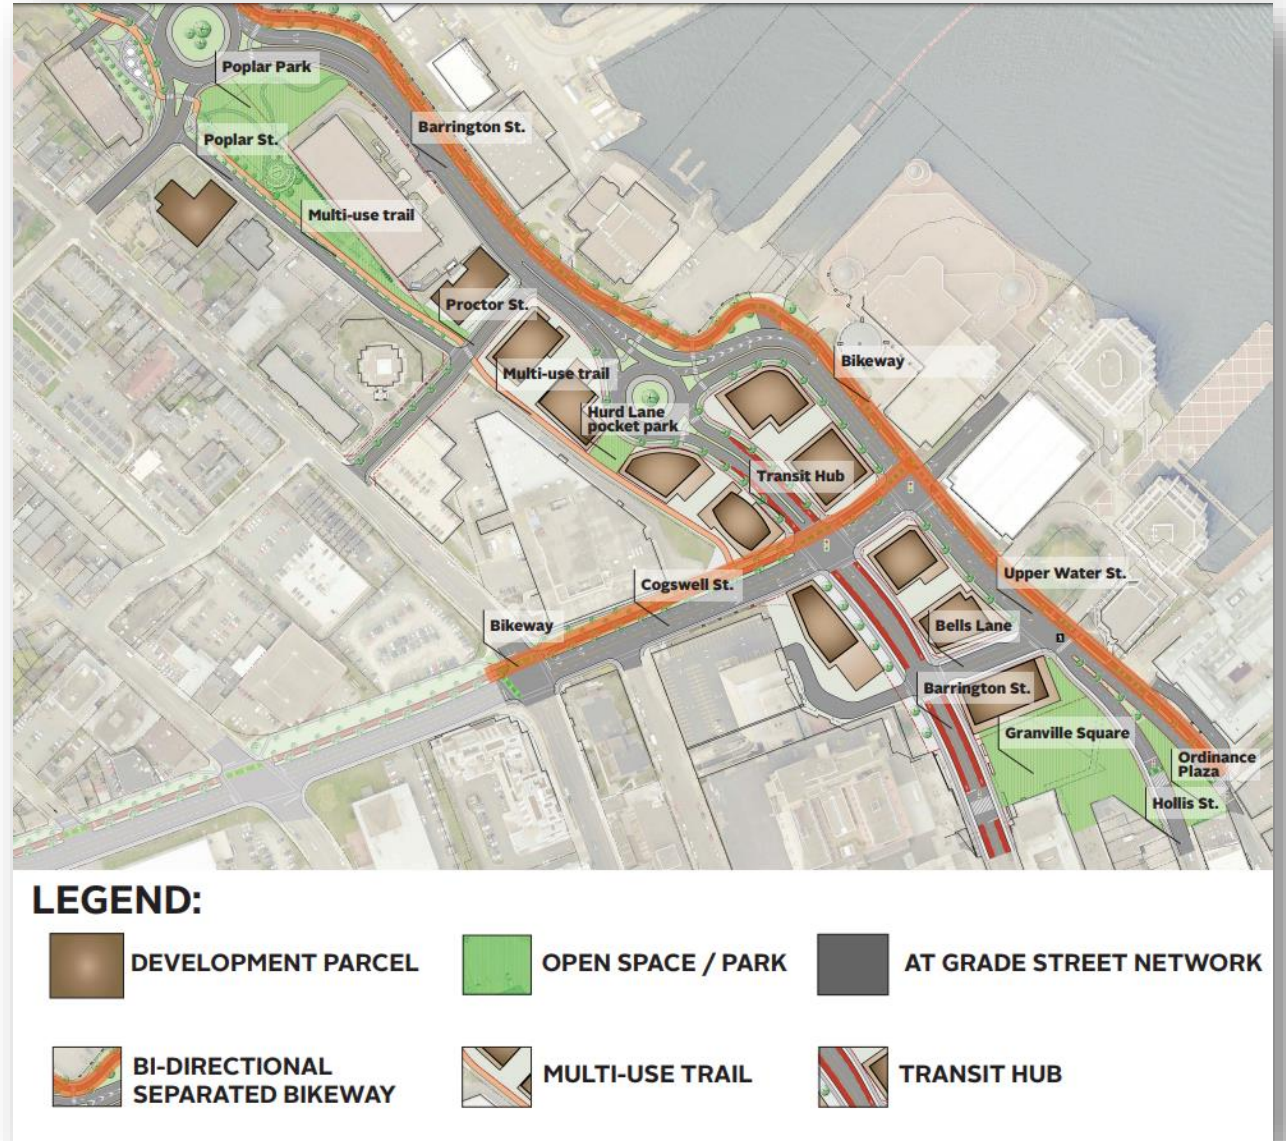 Poplar Park
Barrington St.
Poplar St.
Multi-use trail
Proctor St.
Bikeway
Multi-use trail
Hurd Lane
pocket park
Transit Hub
Upper Water St.
Cogswell St.
Bikeway
Bells Lane
Barrington St.
Granville Square
Ordinance
Plaza
Hollis St.
LEGEND:
DEVELOPMENT PARCEL
OPEN SPACE / PARK
AT GRADE STREET NETWORK
BI-DIRECTIONAL
SEPARATED BIKEWAY
MULTI-USE TRAIL
TRANSIT HUB